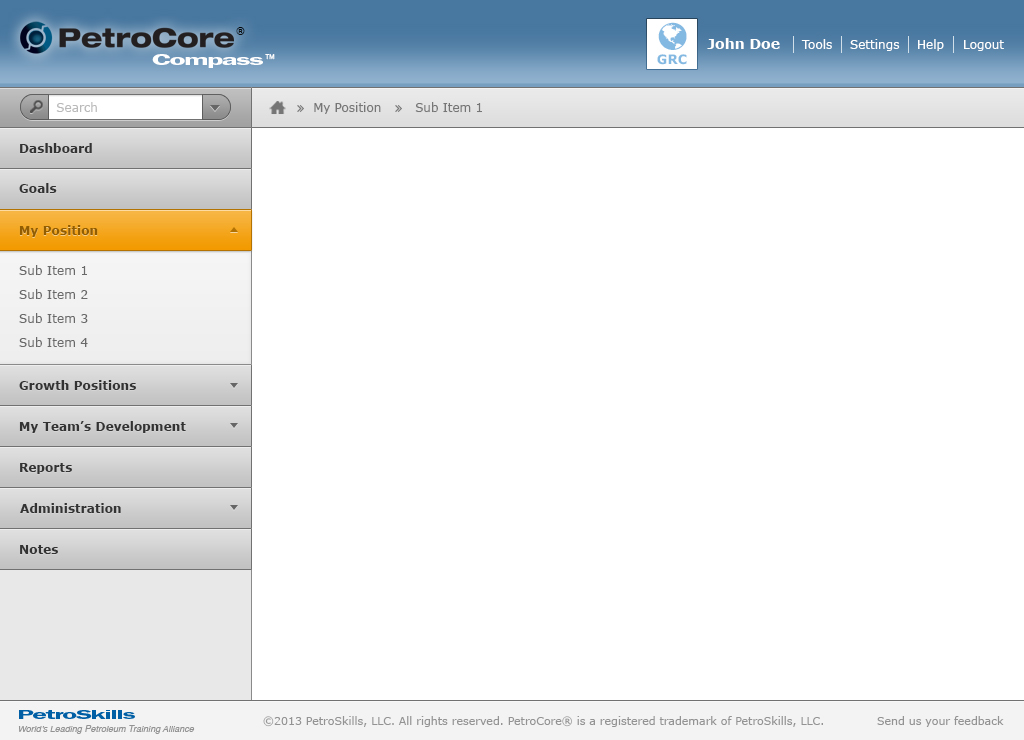 PetroCore®
Compass™
GRC
John Doe
Tools
Settings
Help
Logout
Search
» My Position » Sub Item 1
Dashboard
Goals
My Position
Sub Item 1
Sub Item 2
Sub Item 3
Sub Item 4
Growth Positions
My Team’s Development
Reports
Administration
Notes
PetroSkills
World's Leading Petroleum Training Alliance
©2013 PetroSkills, LLC. All rights reserved. PetroCore® is a registered trademark of PetroSkills, LLC.
Send us your feedback